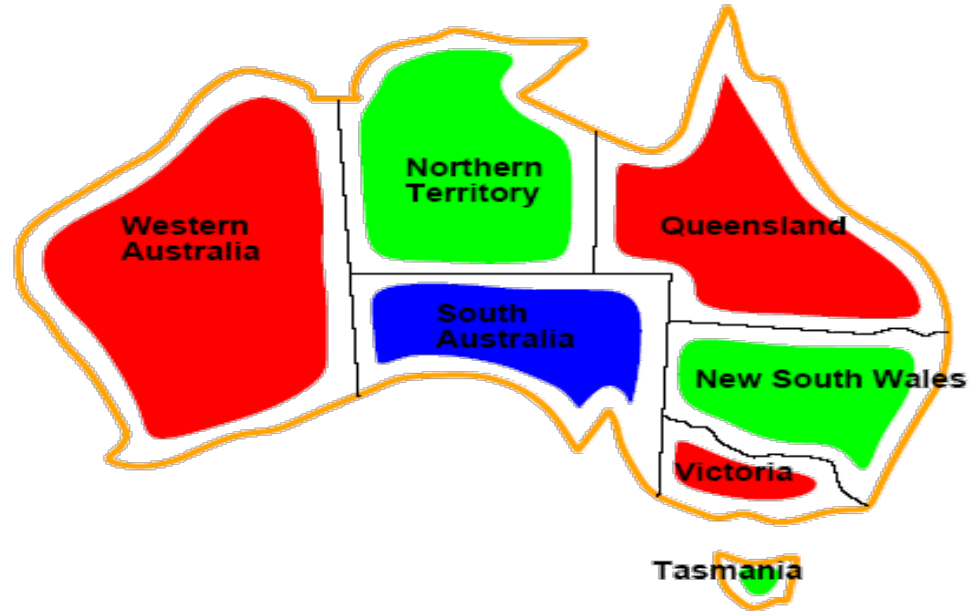 Northern
Territory
Western
Australia
Queensland
South
Australia
New South Wales
Victoria
Tasmania